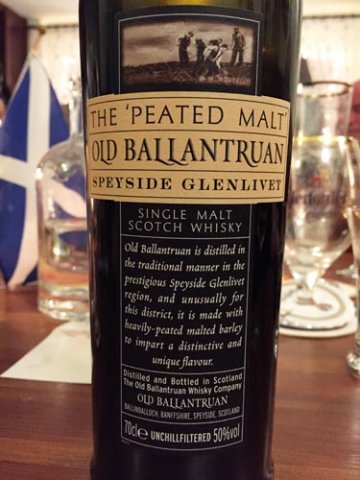 THE 'PEATED MALT'
OLD BALLANTRUAN
SPEYSIDE GLENLIVET
SINGLE MALT
SCOTCH WHISKY
Old Ballantruan is distilled in
the traditional manner in the
prestigious Speyside Glenlivet
region, and unusually for
this district, it is made with
heavily-peated malted barley
to impart a distinctive and
unique flavour.
Distilled and Bottled in Scotland
The Old Ballantruan Whisky Company
OLD BALLANTRUAN
BALLINDALLOCH, BANFFSHIRE, SPEYSIDE, SCOTLAND
70cl℮ UNCHILLFILTERED 50%vol